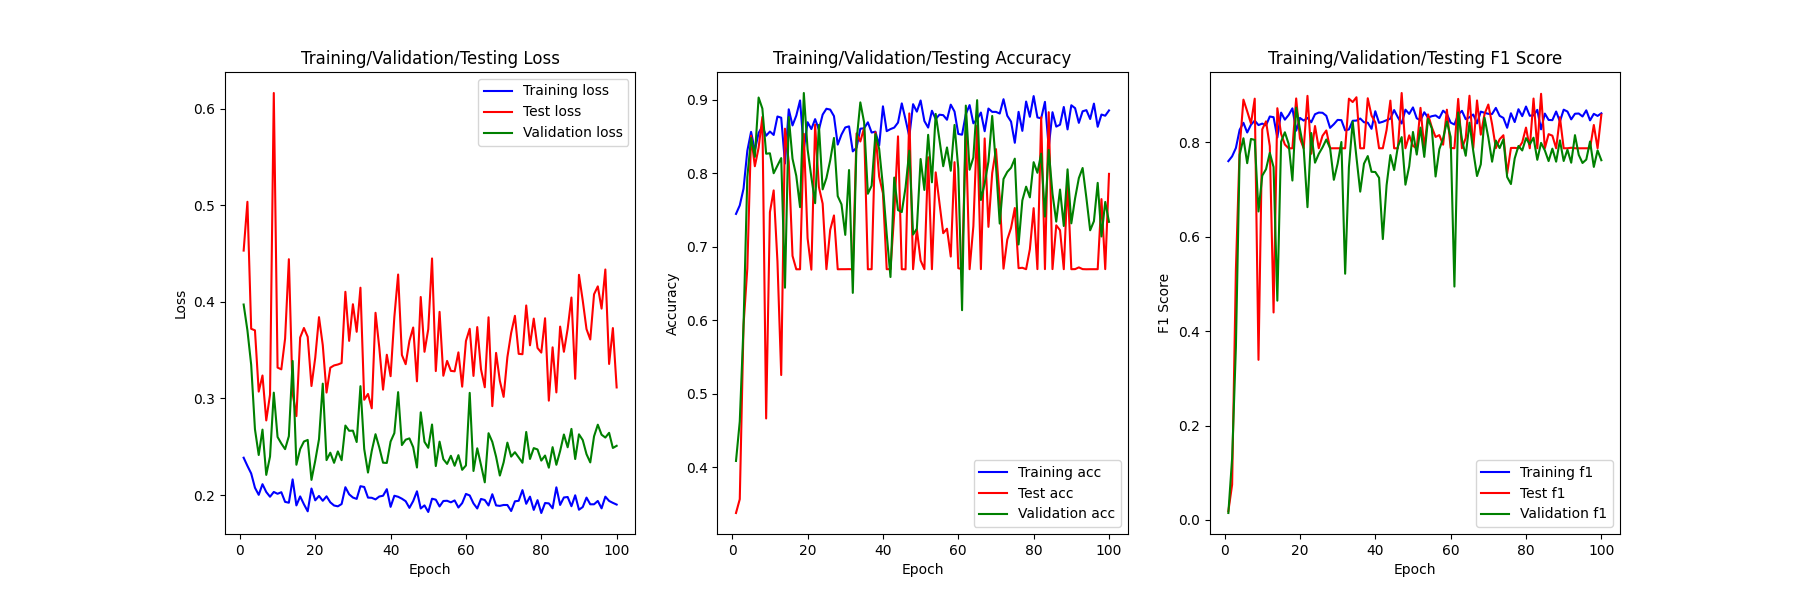 Training/Validation/Testing Loss
0.6
0.5
0.4
0.3
0.2
Loss
0
20
40
60
80
100
Epoch
Training loss
Test loss
Validation loss
Training/Validation/Testing Accuracy
0.9
0.8
0.7
0.6
0.5
0.4
Accuracy
0
20
40
60
80
100
Epoch
Training acc
Test acc
Validation acc
Training/Validation/Testing F1 Score
0.8
0.6
0.4
0.2
0.0
F1 Score
0
20
40
60
80
100
Epoch
Training f1
Test f1
Validation f1